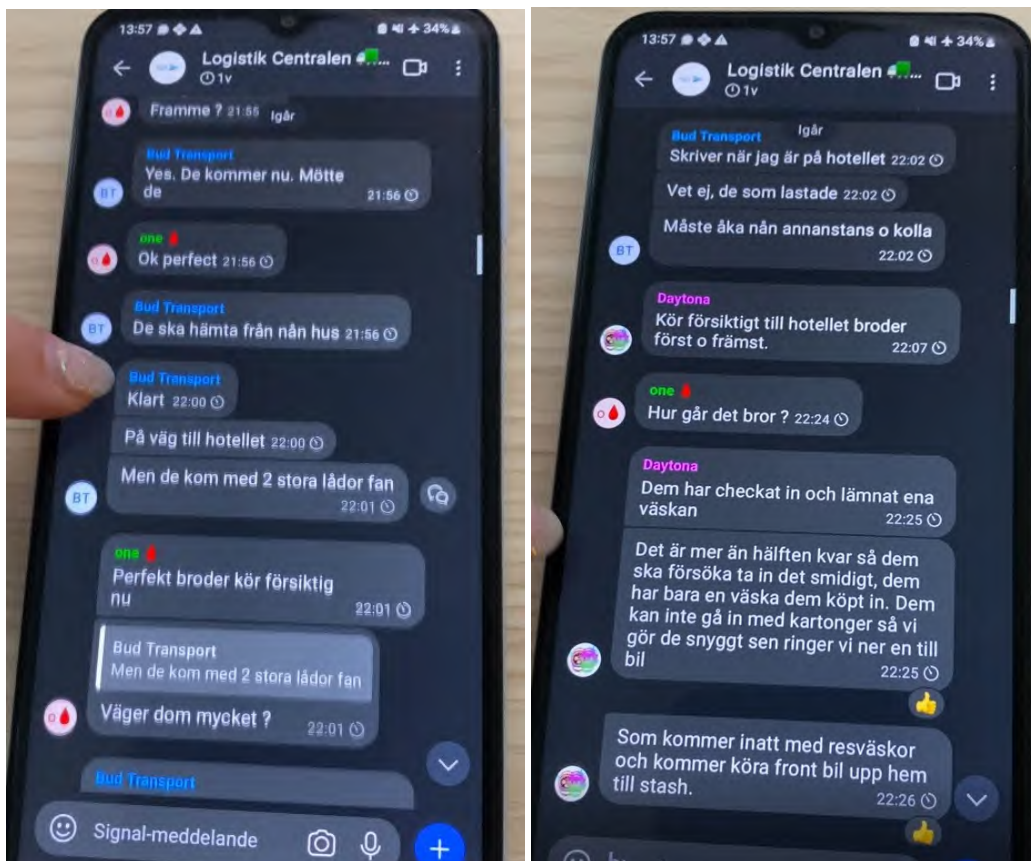 13:57
34%
Logistik Centralen
1v
Framme ? 21:55
Igår
Bud Transport
Yes. De kommer nu. Mötte
de
21:56
BT
one
Ok perfect 21:56
Bud Transport
De ska hämta från nån hus 21:56
BT
Bud Transport
Klart 22:00
På väg till hotellet 22:00
Men de kom med 2 stora lådor fan
22:01
BT
one
Perfekt broder kör försiktig
nu
22:01
Bud Transport
Men de kom med 2 stora lådor fan
Väger dom mycket ?
22:01
Bud Transport
Signal-meddelande
13:57
34%
Logistik Centralen
1v
Igår
Bud Transport
Skriver när jag är på hotellet 22:02
Vet ej, de som lastade 22:02
Måste åka nån annanstans o kolla
22:02
BT
Daytona
Kör försiktigt till hotellet broder
först o främst.
22:07
one
Hur går det bror ? 22:24
Daytona
Dem har checkat in och lämnat ena
väskan
22:25
Det är mer än hälften kvar så dem
ska försöka ta in det smidigt, dem
har bara en väska dem köpt in. Dem
kan inte gå in med kartonger så vi
gör de snyggt sen ringer vi ner en till
bil
22:25
Som kommer inatt med resväskor
och kommer köra front bil upp hem
till stash.
22:26